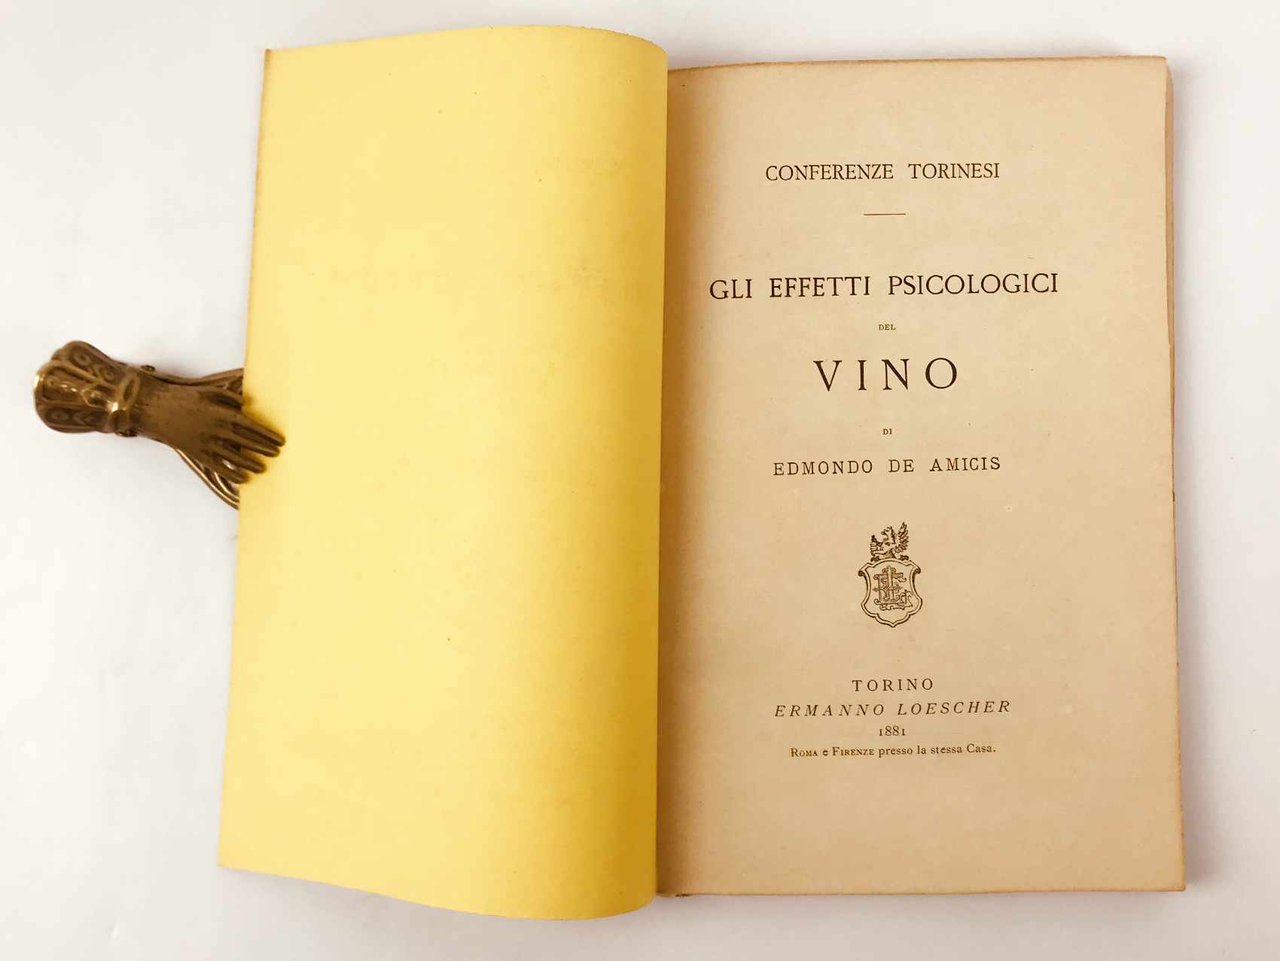 CONFERENZE TORINESI
GLI EFFETTI PSICOLOGICI
DEL
VINO
DI
EDMONDO DE AMICIS
TORINO
ERMANNO LOESCHER
1881
ROMA e FIRENZE presso la stessa Casa.